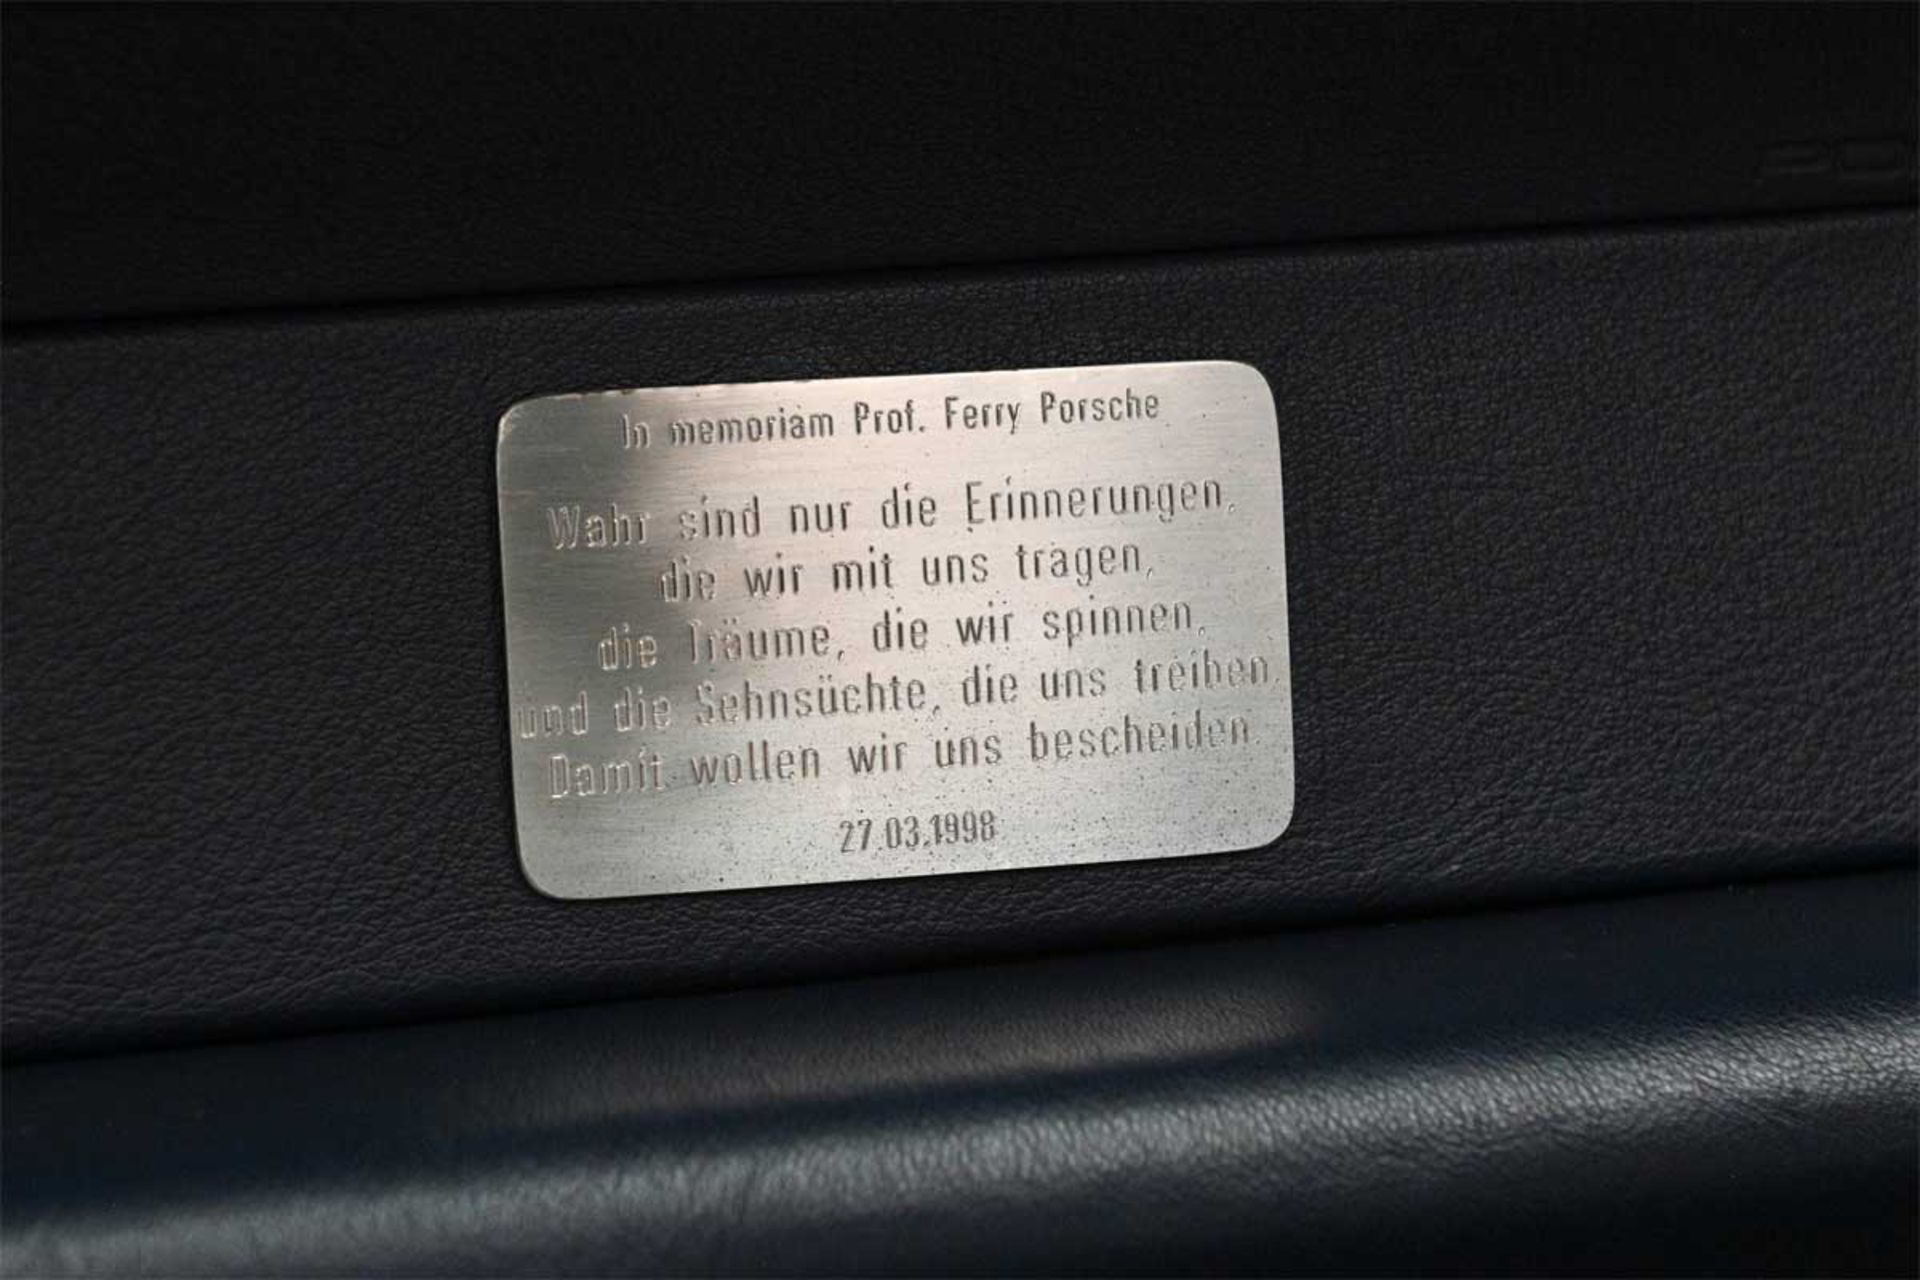 In memoriam Prof. Ferry Porsche
Wahr sind nur die Erinnerungen,
die wir mit uns tragen,
die Träume, die wir spinnen,
und die Sehnsüchte, die uns treiben.
Damit wollen wir uns bescheiden.
27.03.1998